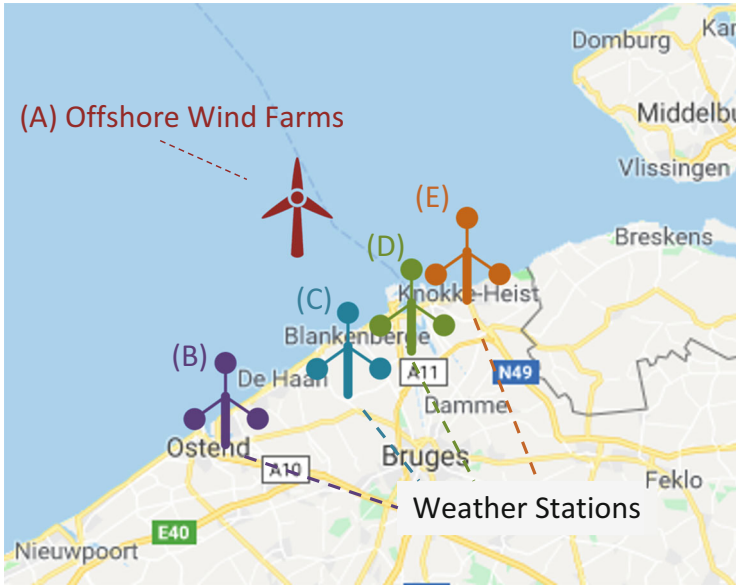 Domburg
Kar
(A) Offshore Wind Farms
Middelbu
Vlissingen
(E)
Breskens
(D)
Knokke-Heist
(C)
Blankenberge
(B)
De Haan
A11
N49
Damme
Ostend
Bruges
A10
Feklo
Weather Stations
E40
Nieuwpoort